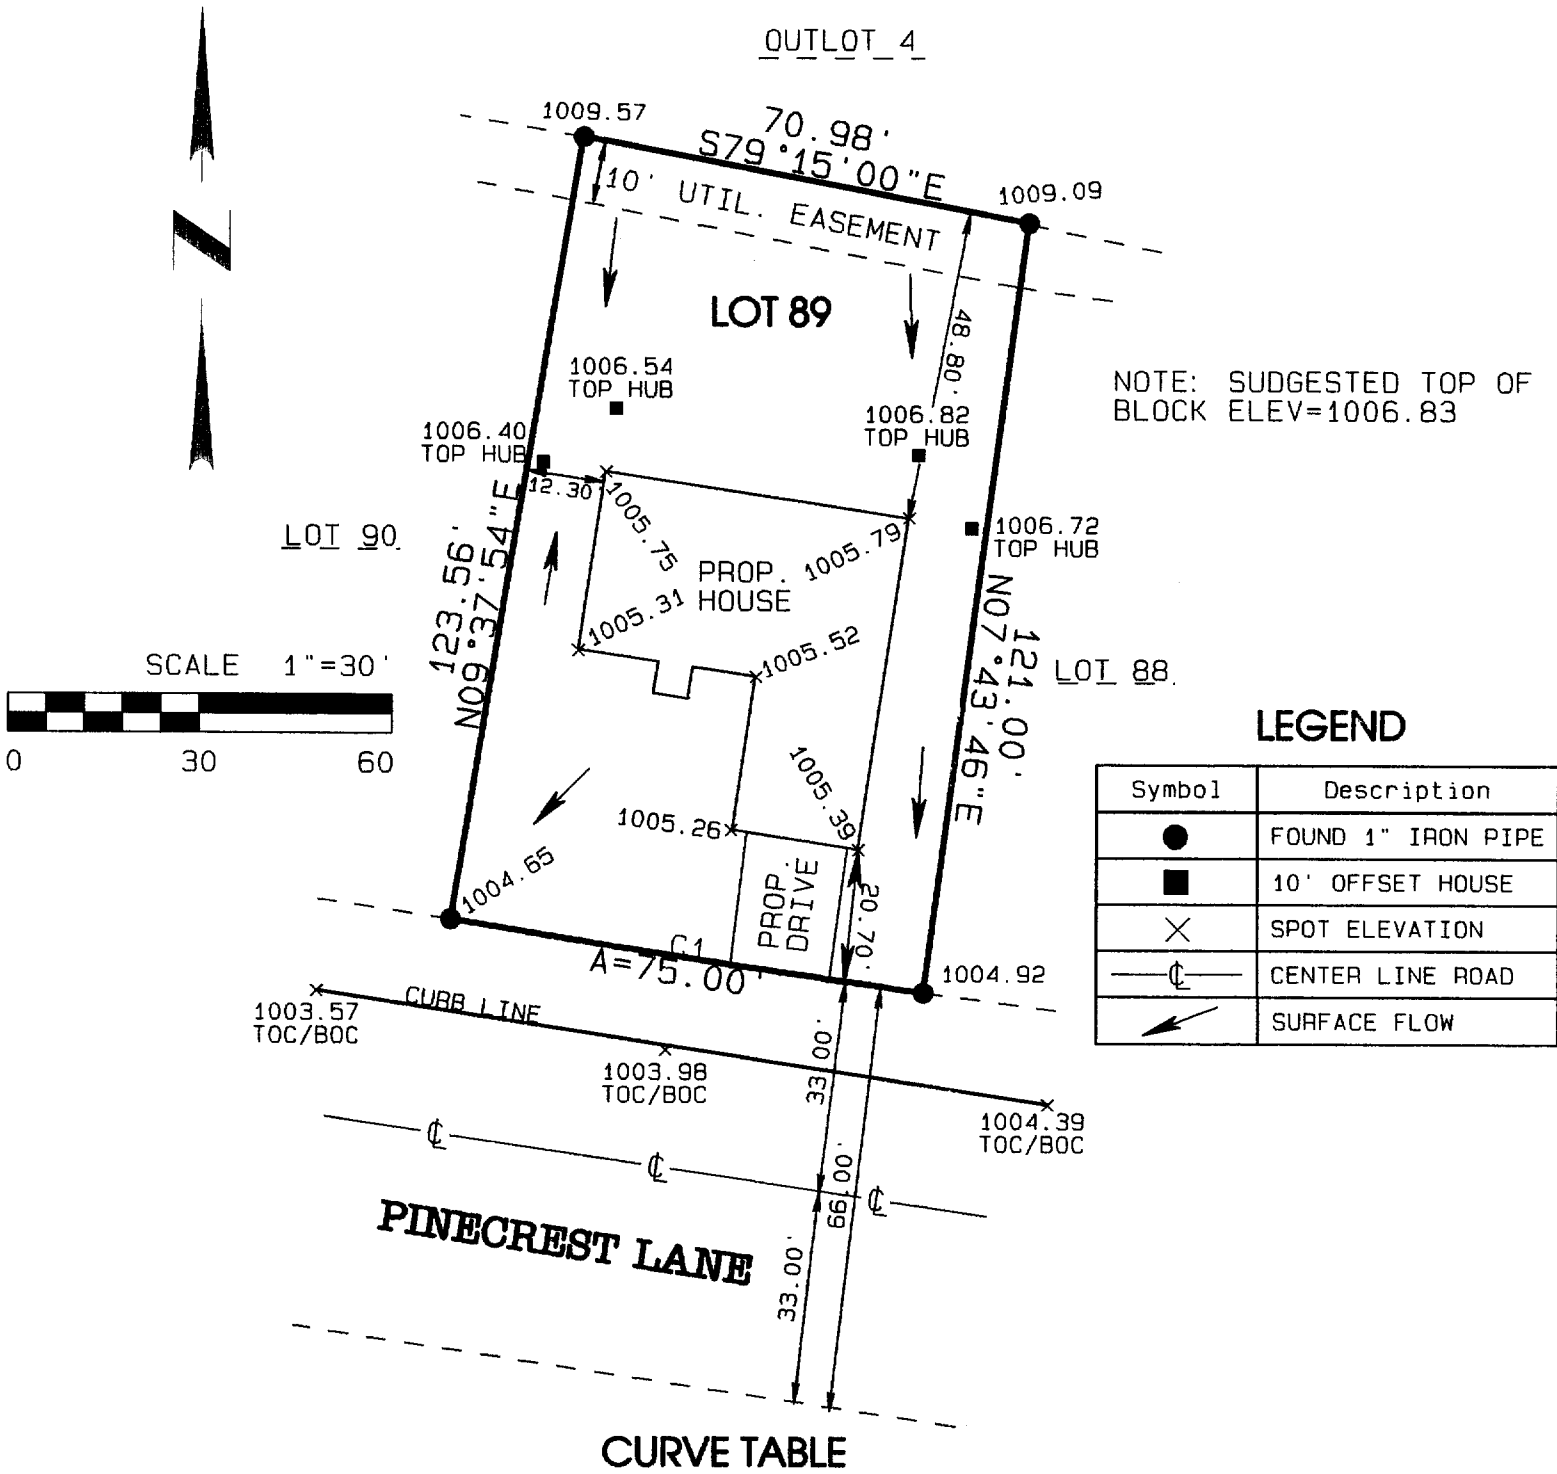 OUTLOT 4
1009.57
70.98'
S79°15'00"E
1009.09
10' UTIL. EASEMENT
LOT 89
48.80'
1006.54
TOP HUB
NOTE: SUDGESTED TOP OF
BLOCK ELEV=1006.83
1006.82
TOP HUB
1006.40
TOP HUB
12.30'
1005.75
1005.79
1006.72
TOP HUB
LOT 90
PROP.
HOUSE
123.56'
N09°37'54"E
1005.31
1005.52
N07°43'46"E
121.00'
LOT 88
SCALE 1"=30'
0 30 60
1005.39
1005.26
LEGEND
Symbol Description
FOUND 1" IRON PIPE
10' OFFSET HOUSE
SPOT ELEVATION
℄ CENTER LINE ROAD
SURFACE FLOW
1004.65
PROP.
DRIVE
20.70'
C1
A=75.00'
1004.92
CURB LINE
1003.57
TOC/BOC
1003.98
TOC/BOC
33.00'
1004.39
TOC/BOC
℄
℄
℄
66.00'
PINECREST LANE
33.00'
CURVE TABLE
N